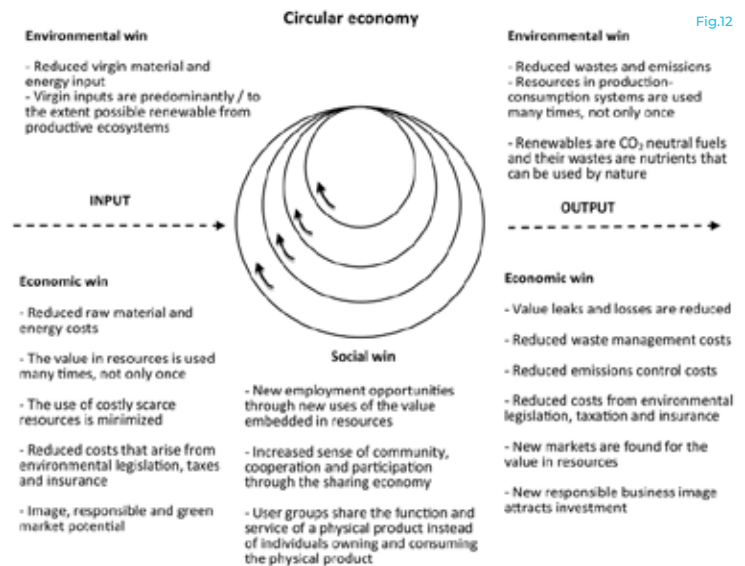 Circular economy
Fig.12
Environmental win
- Reduced virgin material and
energy input
- Virgin inputs are predominantly / to
the extent possible renewable from
productive ecosystems
INPUT
Economic win
- Reduced raw material and
energy costs
- The value in resources is used
many times, not only once
- The use of costly scarce
resources is minimized
- Reduced costs that arise from
environmental legislation, taxes
and insurance
- Image, responsible and green
market potential
Social win
- New employment opportunities
through new uses of the value
embedded in resources
- Increased sense of community,
cooperation and participation
through the sharing economy
- User groups share the function and
service of a physical product instead
of individuals owning and consuming
the physical product
Environmental win
- Reduced wastes and emissions
- Resources in production-
consumption systems are used
many times, not only once
- Renewables are CO₂ neutral fuels
and their wastes are nutrients that
can be used by nature
OUTPUT
Economic win
- Value leaks and losses are reduced
- Reduced waste management costs
- Reduced emissions control costs
- Reduced costs from environmental
legislation, taxation and insurance
- New markets are found for the
value in resources
- New responsible business image
attracts investment